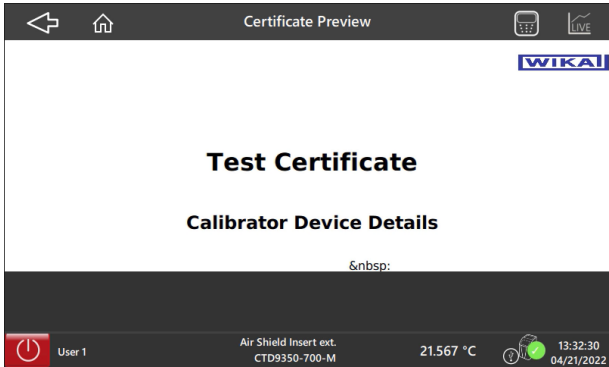 Certificate Preview
LIVE
WIKAI
Test Certificate
Calibrator Device Details
&nbsp:
User 1
Air Shield Insert ext.
CTD9350-700-M
21.567 °C
13:32:30
04/21/2022